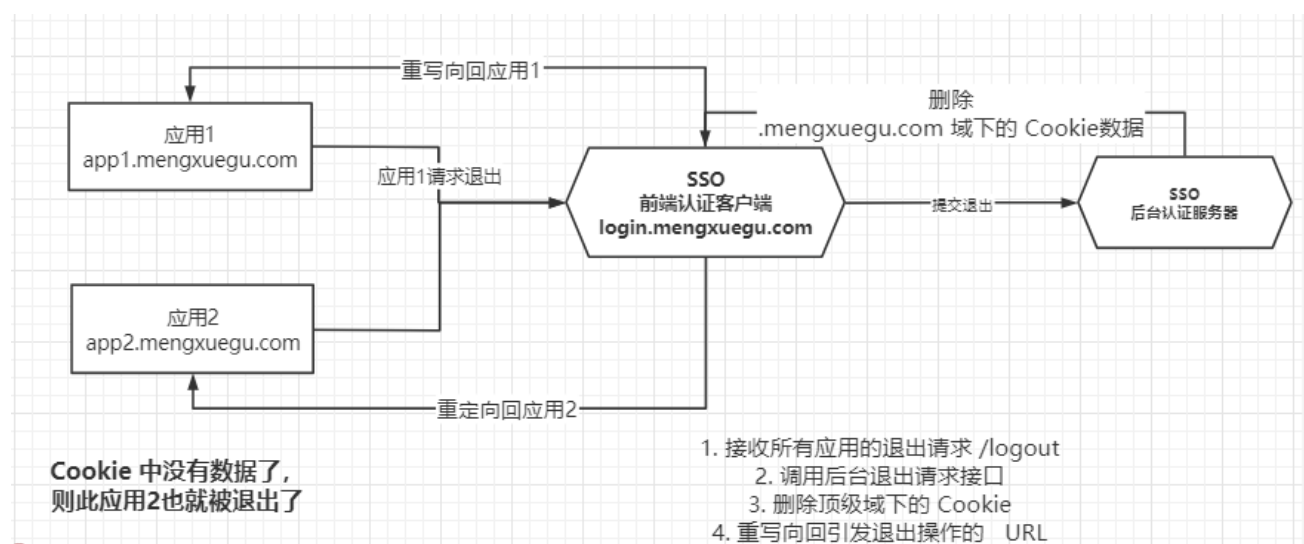 重写向回应用1
删除
.mengxuegu.com 域下的 Cookie数据
应用1
app1.mengxuegu.com
应用1请求退出
SSO
前端认证客户端
login.mengxuegu.com
提交退出
SSO
后台认证服务器
应用2
app2.mengxuegu.com
重定向回应用2
Cookie 中没有数据了，
则此应用2也就被退出了
1. 接收所有应用的退出请求 /logout
2. 调用后台退出请求接口
3. 删除顶级域下的 Cookie
4. 重写向回引发退出操作的 URL